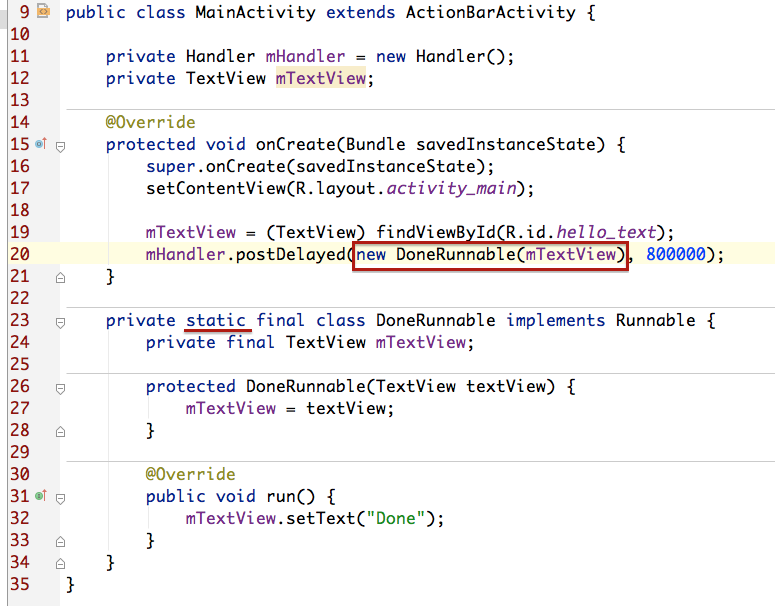 9 public class MainActivity extends ActionBarActivity {
10
11 private Handler mHandler = new Handler();
12 private TextView mTextView;
13
14 @Override
15 protected void onCreate(Bundle savedInstanceState) {
16 super.onCreate(savedInstanceState);
17 setContentView(R.layout.activity_main);
18
19 mTextView = (TextView) findViewById(R.id.hello_text);
20 mHandler.postDelayed(new DoneRunnable(mTextView), 800000);
21 }
22
23 private static final class DoneRunnable implements Runnable {
24 private final TextView mTextView;
25
26 protected DoneRunnable(TextView textView) {
27 mTextView = textView;
28 }
29
30 @Override
31 public void run() {
32 mTextView.setText("Done");
33 }
34 }
35 }